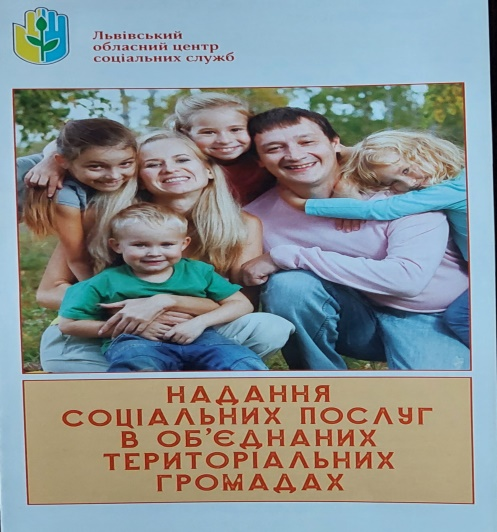 Львівський
обласний центр
соціальних служб
НАДАННЯ
СОЦІАЛЬНИХ ПОСЛУГ
В ОБ'ЄДНАНИХ
ТЕРИТОРІАЛЬНИХ
ГРОМАДАХ